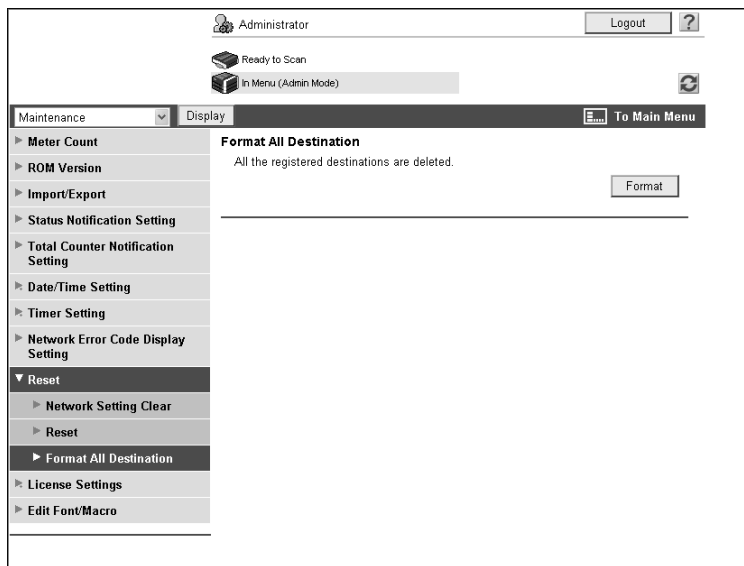 Administrator
Logout
?
Ready to Scan
In Menu (Admin Mode)
Maintenance
Display
To Main Menu
Meter Count
ROM Version
Import/Export
Status Notification Setting
Total Counter Notification
Setting
Date/Time Setting
Timer Setting
Network Error Code Display
Setting
Reset
Network Setting Clear
Reset
Format All Destination
License Settings
Edit Font/Macro
Format All Destination
All the registered destinations are deleted.
Format